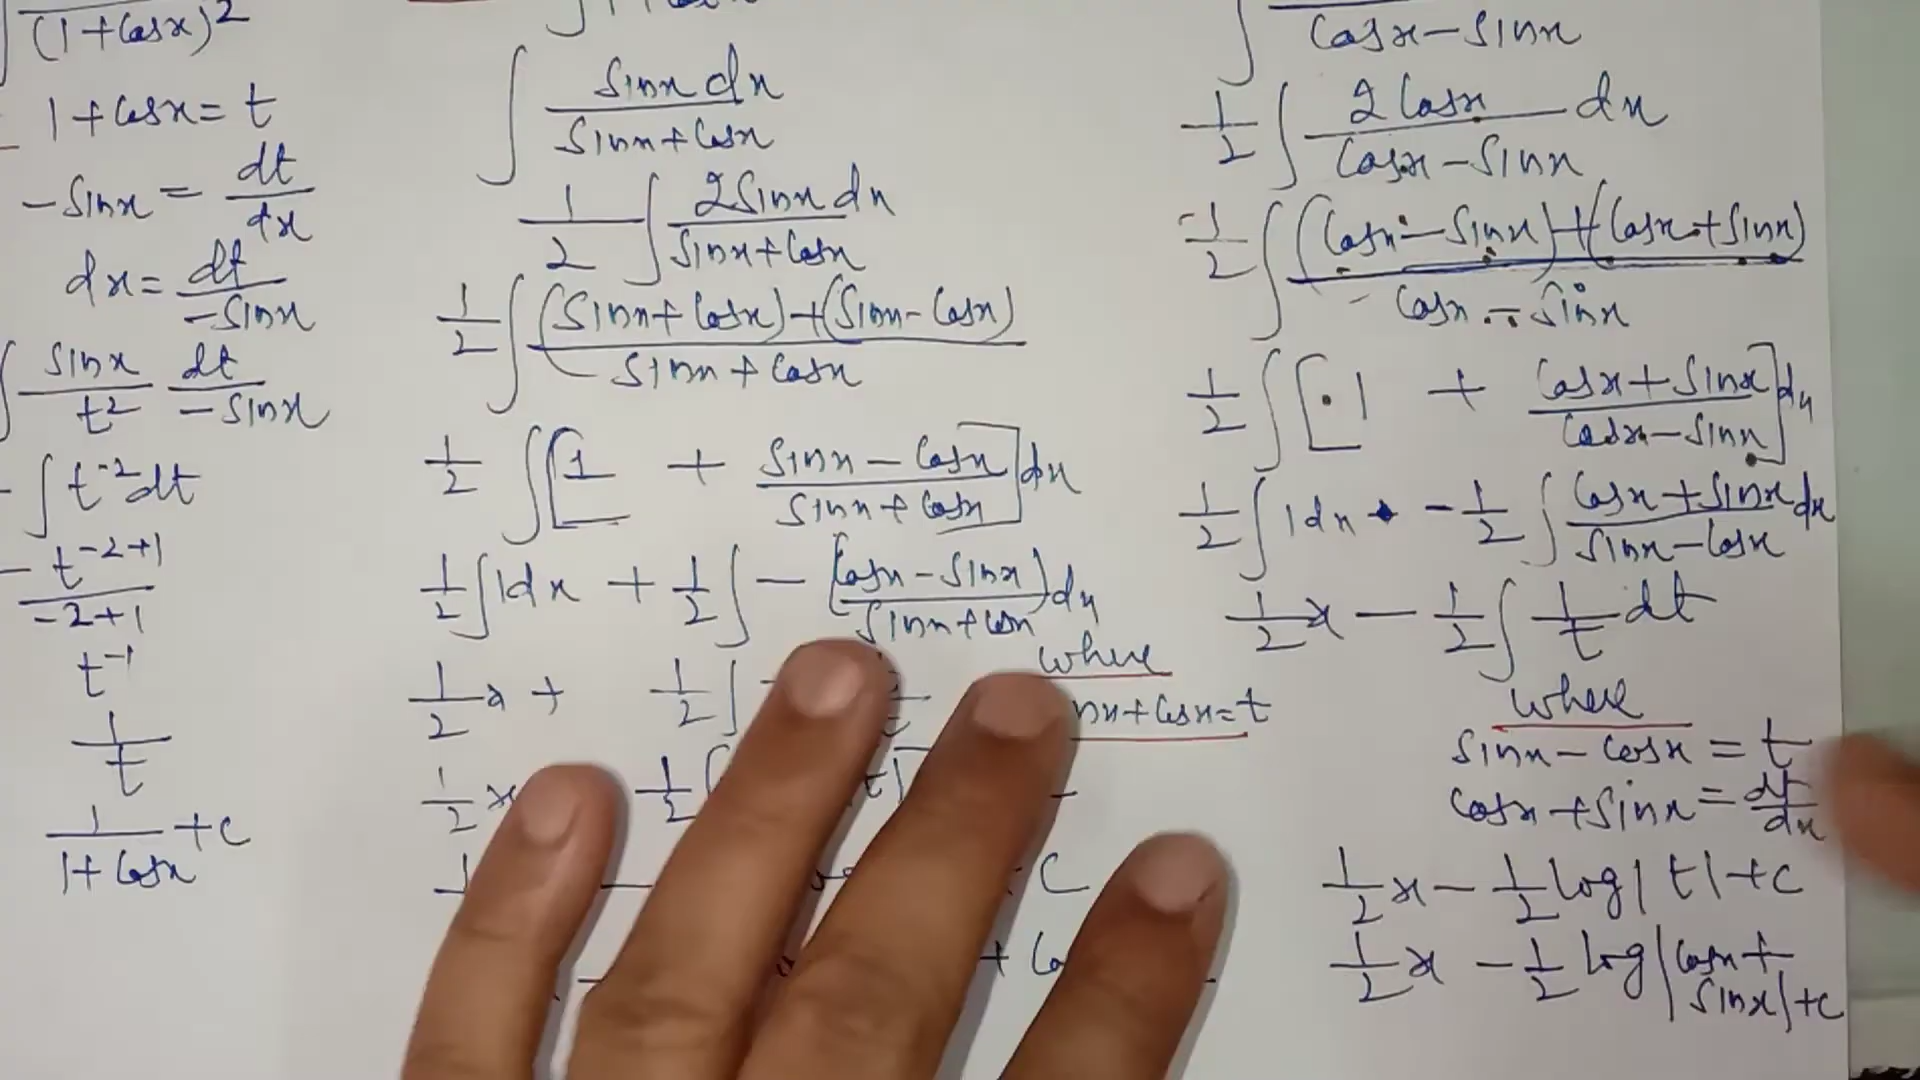 (1+Cosx)²
1+Cosx = t
-Sinx = dt/dx
dx = dt/-Sinx
∫ Sinx/t² dt/-Sinx
-∫ t⁻² dt
- t⁻²⁺¹/-2+1
t⁻¹
1/t
1/1+Cosx + c
∫ Sinx dx/Sinx+Cosx
1/2 ∫ 2Sinx dx/Sinx+Cosx
1/2 ∫ (Sinx+Cosx)+(Sinx-Cosx)/Sinx+Cosx
1/2 ∫ [1 + Sinx-Cosx/Sinx+Cosx] dx
1/2 ∫ 1dx + 1/2 ∫ - (Cosx-Sinx)/Sinx+Cosx dx
where
1/2 x + 1/2 ∫
nx+Cosx=t
1/2 x 1/2
C
Cosx-Sinx
1/2 ∫ 2Cosx/Cosx-Sinx dx
1/2 ∫ (Cosx-Sinx)+(Cosx+Sinx)/Cosx-Sinx
1/2 ∫ [1 + Cosx+Sinx/Cosx-Sinx] dx
1/2 ∫ 1dx - 1/2 ∫ Cosx+Sinx/Sinx-Cosx dx
1/2 x - 1/2 ∫ 1/t dt
where
Sinx-Cosx = t
Cosx+Sinx = dt/dx
1/2 x - 1/2 log|t|+c
1/2 x - 1/2 log|Cosx+
Sinx|+c